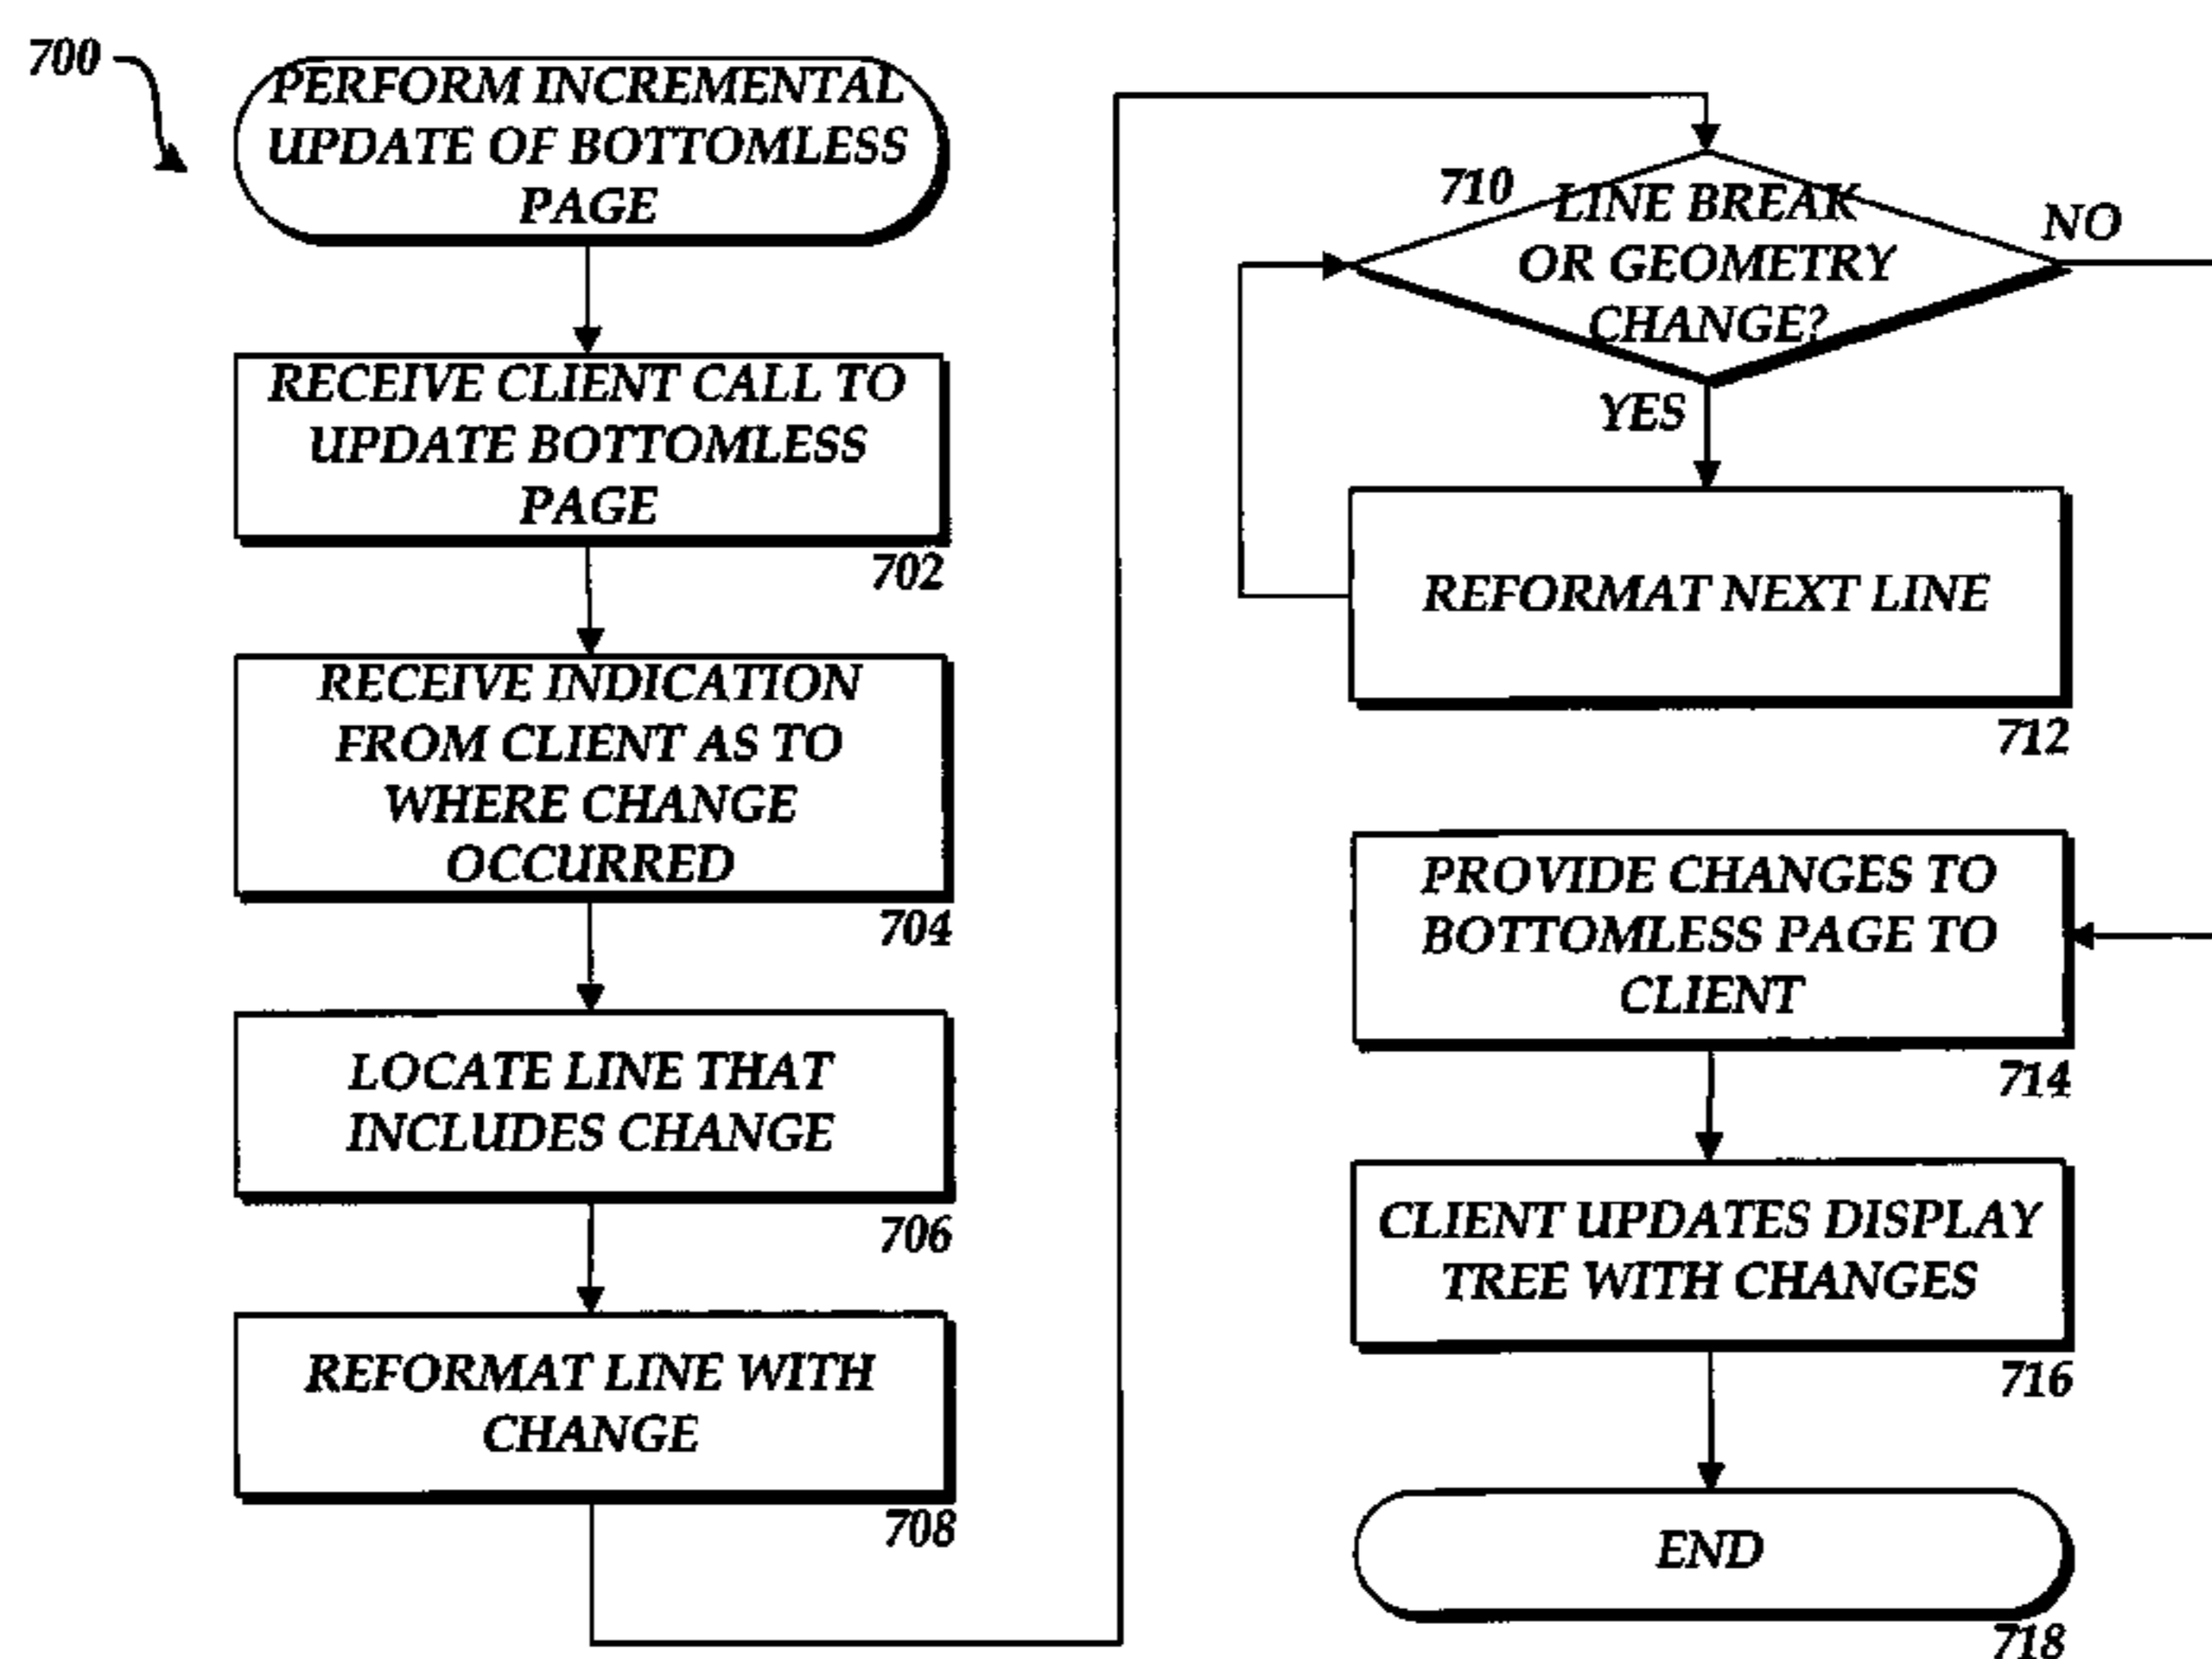 700
PERFORM INCREMENTAL
UPDATE OF BOTTOMLESS
PAGE
RECEIVE CLIENT CALL TO
UPDATE BOTTOMLESS
PAGE
702
RECEIVE INDICATION
FROM CLIENT AS TO
WHERE CHANGE
OCCURRED
704
LOCATE LINE THAT
INCLUDES CHANGE
706
REFORMAT LINE WITH
CHANGE
708
710
LINE BREAK
OR GEOMETRY
CHANGE?
NO
YES
REFORMAT NEXT LINE
712
PROVIDE CHANGES TO
BOTTOMLESS PAGE TO
CLIENT
714
CLIENT UPDATES DISPLAY
TREE WITH CHANGES
716
END
718